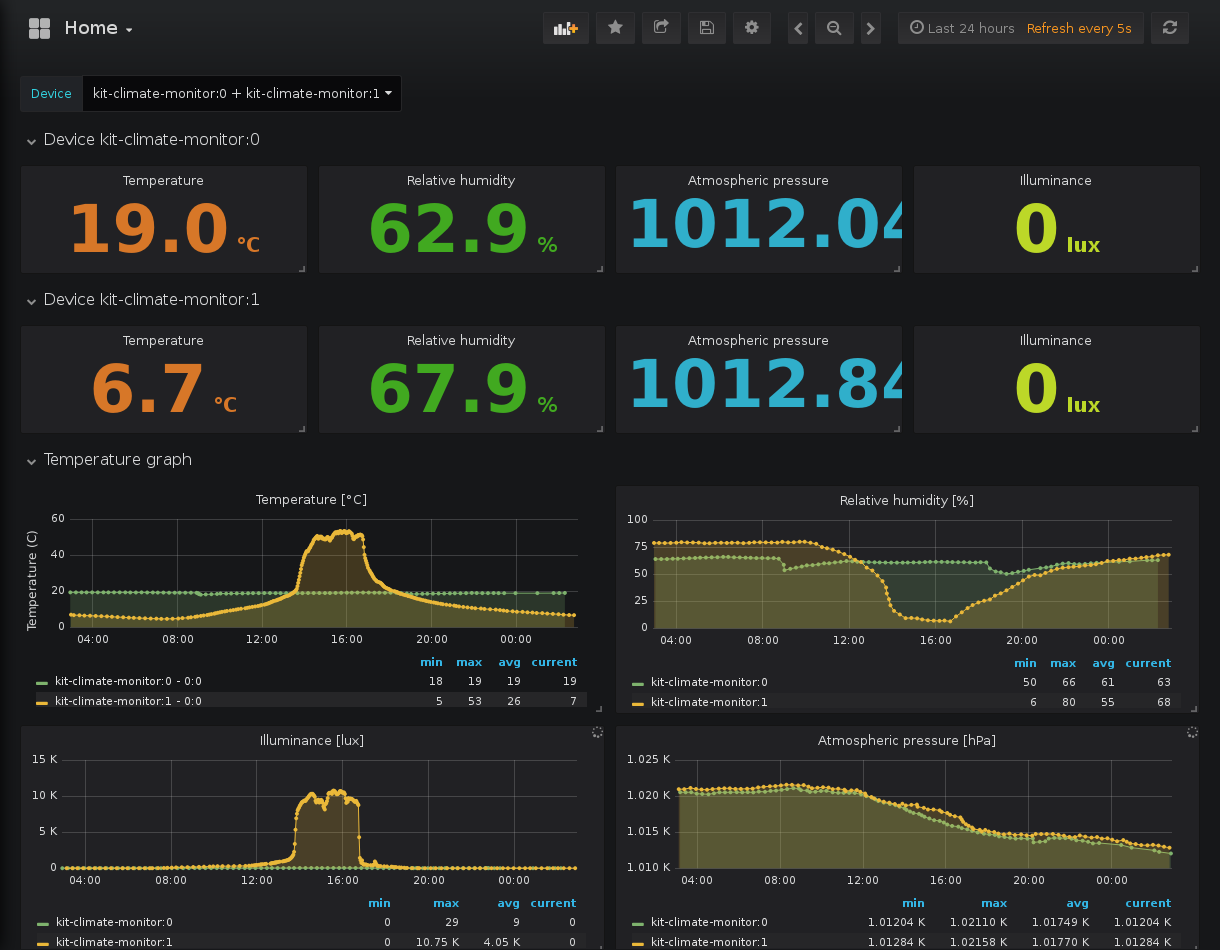 Home
Last 24 hours Refresh every 5s
Device kit-climate-monitor:0 + kit-climate-monitor:1
Device kit-climate-monitor:0
Temperature Relative humidity Atmospheric pressure Illuminance
19.0 °C 62.9 % 1012.04 0 lux
Device kit-climate-monitor:1
Temperature Relative humidity Atmospheric pressure Illuminance
6.7 °C 67.9 % 1012.84 0 lux
Temperature graph
Temperature [°C]
Temperature (C)
60
40
20
0
04:00 08:00 12:00 16:00 20:00 00:00
min max avg current
kit-climate-monitor:0 - 0:0 18 19 19 19
kit-climate-monitor:1 - 0:0 5 53 26 7
Relative humidity [%]
100
75
50
25
0
04:00 08:00 12:00 16:00 20:00 00:00
min max avg current
kit-climate-monitor:0 50 66 61 63
kit-climate-monitor:1 6 80 55 68
Illuminance [lux]
15 K
10 K
5 K
0
04:00 08:00 12:00 16:00 20:00 00:00
min max avg current
kit-climate-monitor:0 0 29 9 0
kit-climate-monitor:1 0 10.75 K 4.05 K 0
Atmospheric pressure [hPa]
1.025 K
1.020 K
1.015 K
1.010 K
04:00 08:00 12:00 16:00 20:00 00:00
min max avg current
kit-climate-monitor:0 1.01204 K 1.02110 K 1.01749 K 1.01204 K
kit-climate-monitor:1 1.01284 K 1.02158 K 1.01770 K 1.01284 K